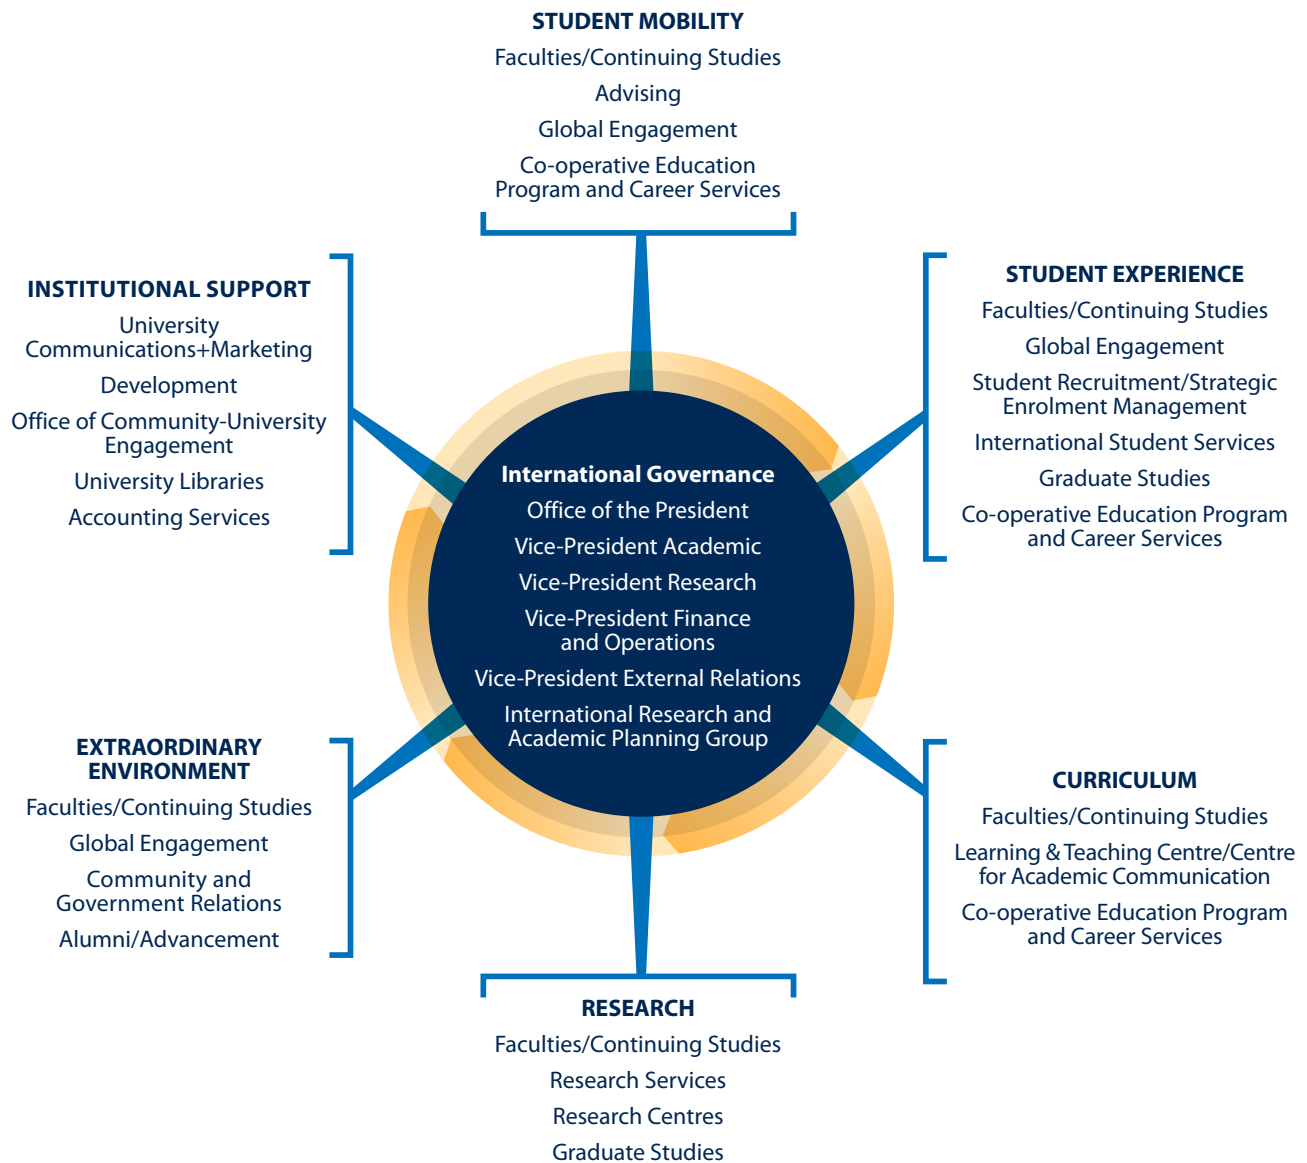 STUDENT MOBILITY
Faculties/Continuing Studies
Advising
Global Engagement
Co-operative Education
Program and Career Services
INSTITUTIONAL SUPPORT
University
Communications+Marketing
Development
Office of Community-University
Engagement
University Libraries
Accounting Services
STUDENT EXPERIENCE
Faculties/Continuing Studies
Global Engagement
Student Recruitment/Strategic
Enrolment Management
International Student Services
Graduate Studies
Co-operative Education Program
and Career Services
International Governance
Office of the President
Vice-President Academic
Vice-President Research
Vice-President Finance
and Operations
Vice-President External Relations
International Research and
Academic Planning Group
EXTRAORDINARY
ENVIRONMENT
Faculties/Continuing Studies
Global Engagement
Community and
Government Relations
Alumni/Advancement
CURRICULUM
Faculties/Continuing Studies
Learning & Teaching Centre/Centre
for Academic Communication
Co-operative Education Program
and Career Services
RESEARCH
Faculties/Continuing Studies
Research Services
Research Centres
Graduate Studies